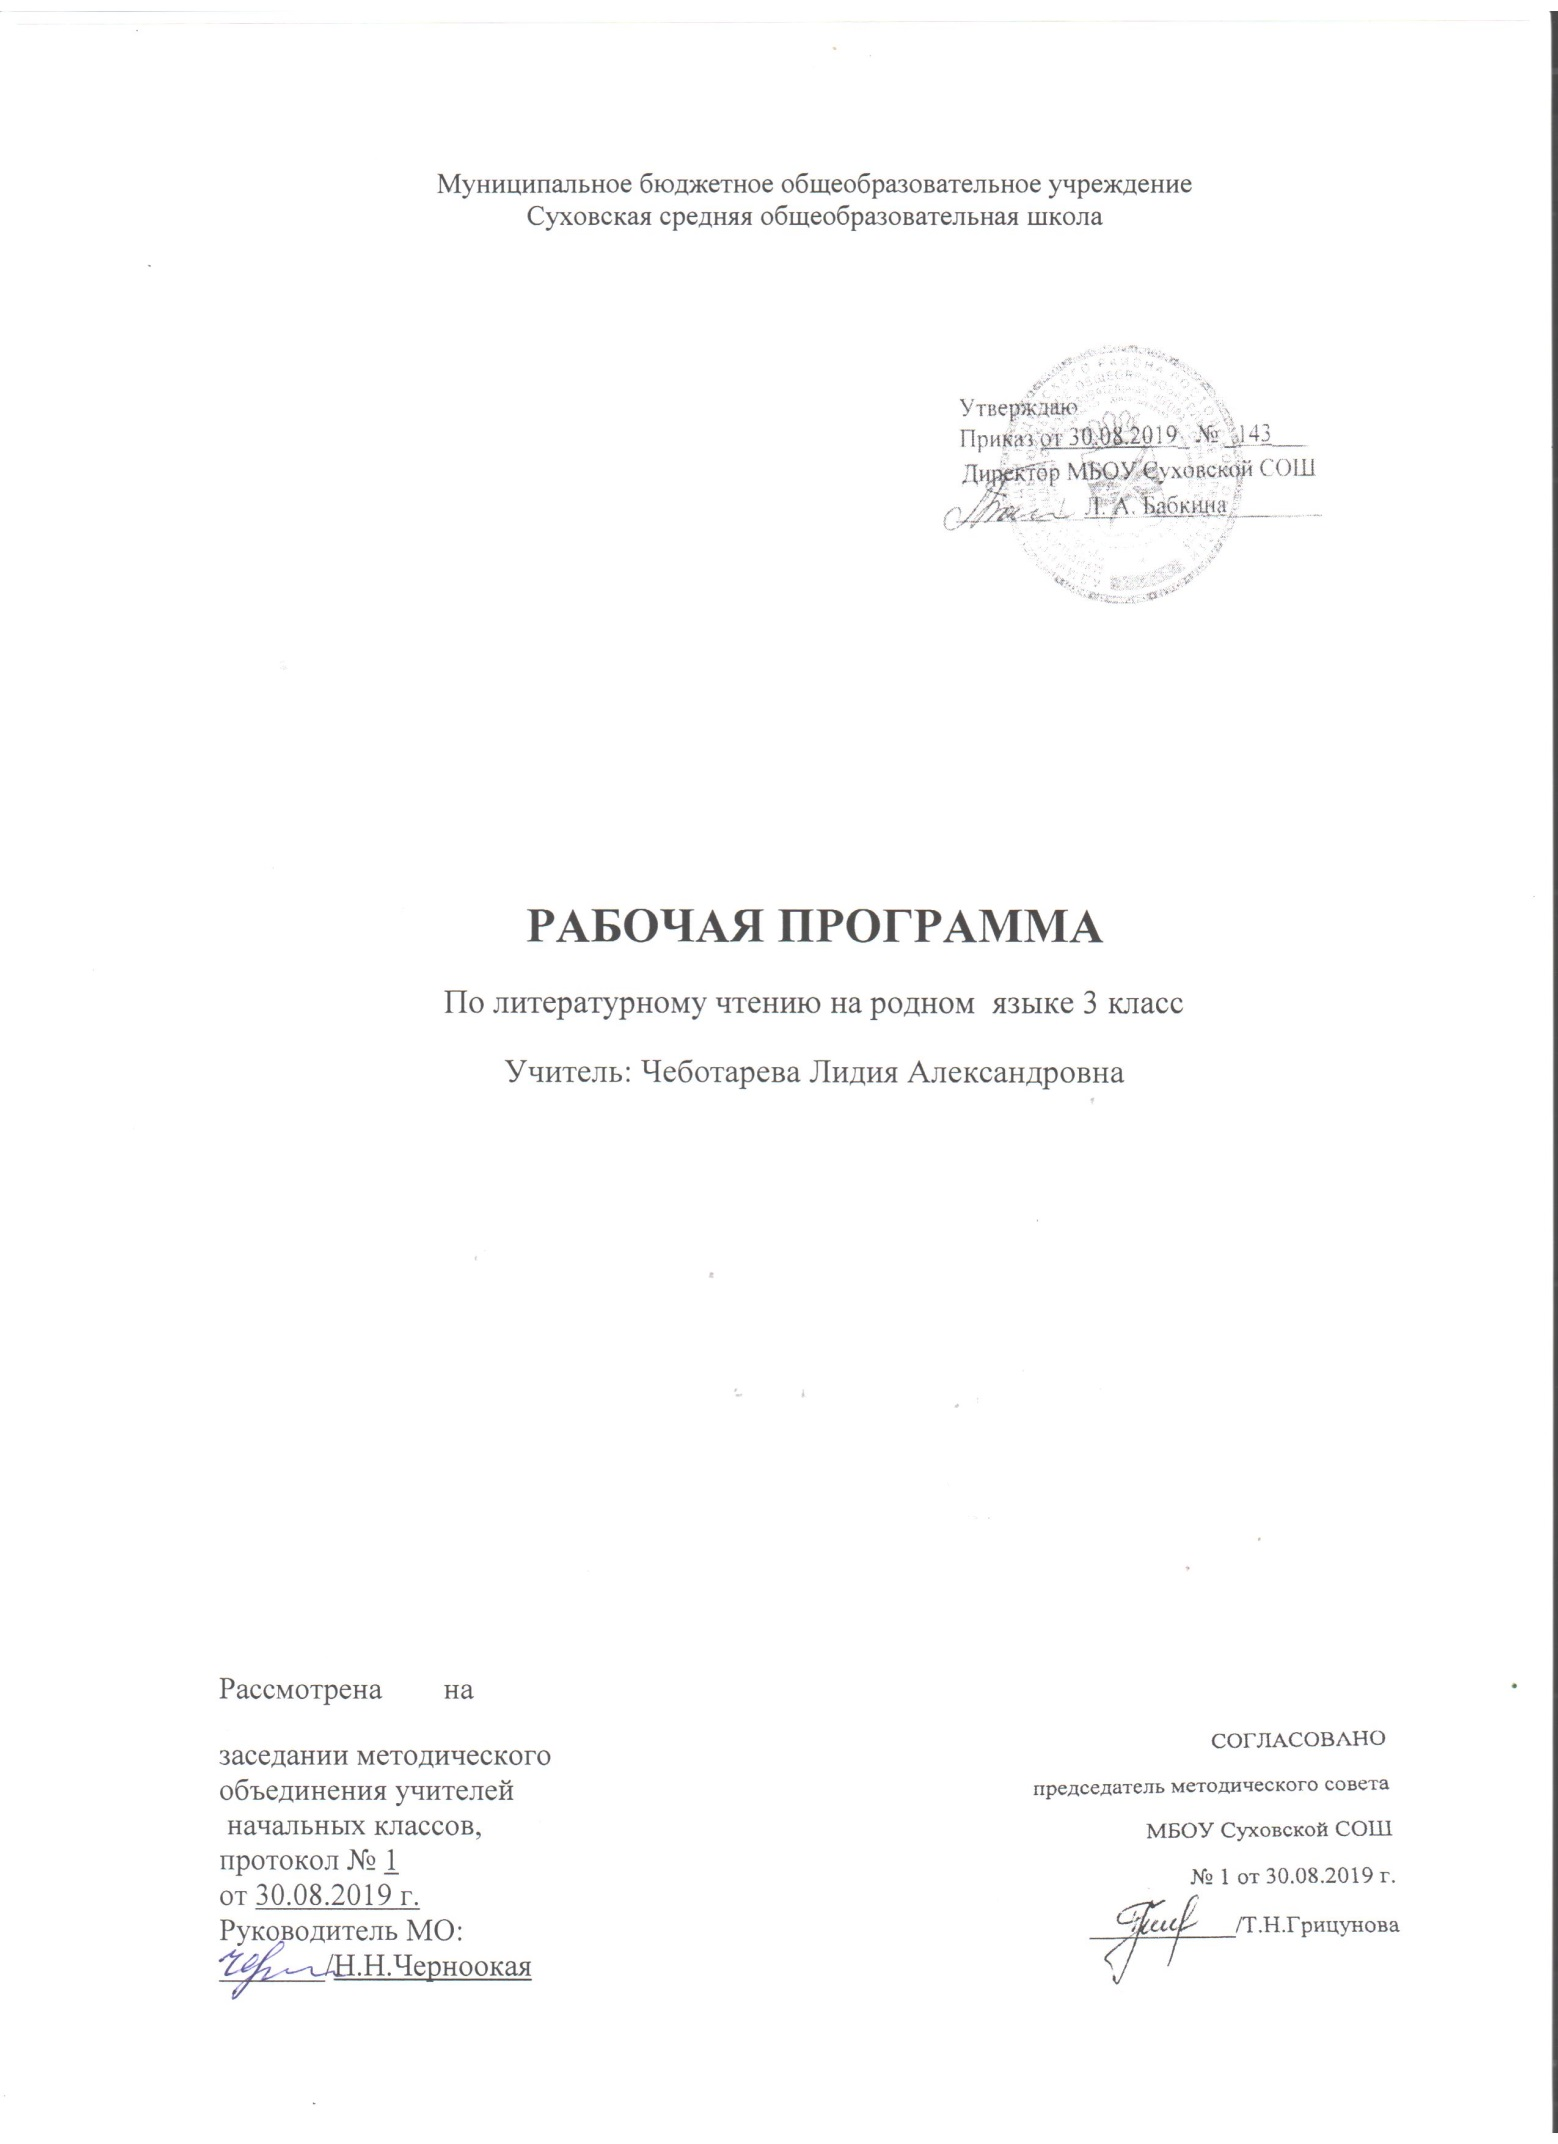 Муниципальное бюджетное общеобразовательное учреждение
Суховская средняя общеобразовательная школа
Утверждаю
Приказ от 30.08.2019 № 143
Директор МБОУ Суховской СОШ
Л. А. Бабкина
РАБОЧАЯ ПРОГРАММА
По литературному чтению на родном языке 3 класс
Учитель: Чеботарева Лидия Александровна
Рассмотрена на
заседании методического
объединения учителей
начальных классов,
протокол № 1
от 30.08.2019 г.
Руководитель МО:
/Н.Н.Черноокая
СОГЛАСОВАНО
председатель методического совета
МБОУ Суховской СОШ
№ 1 от 30.08.2019 г.
/Т.Н.Грицунова